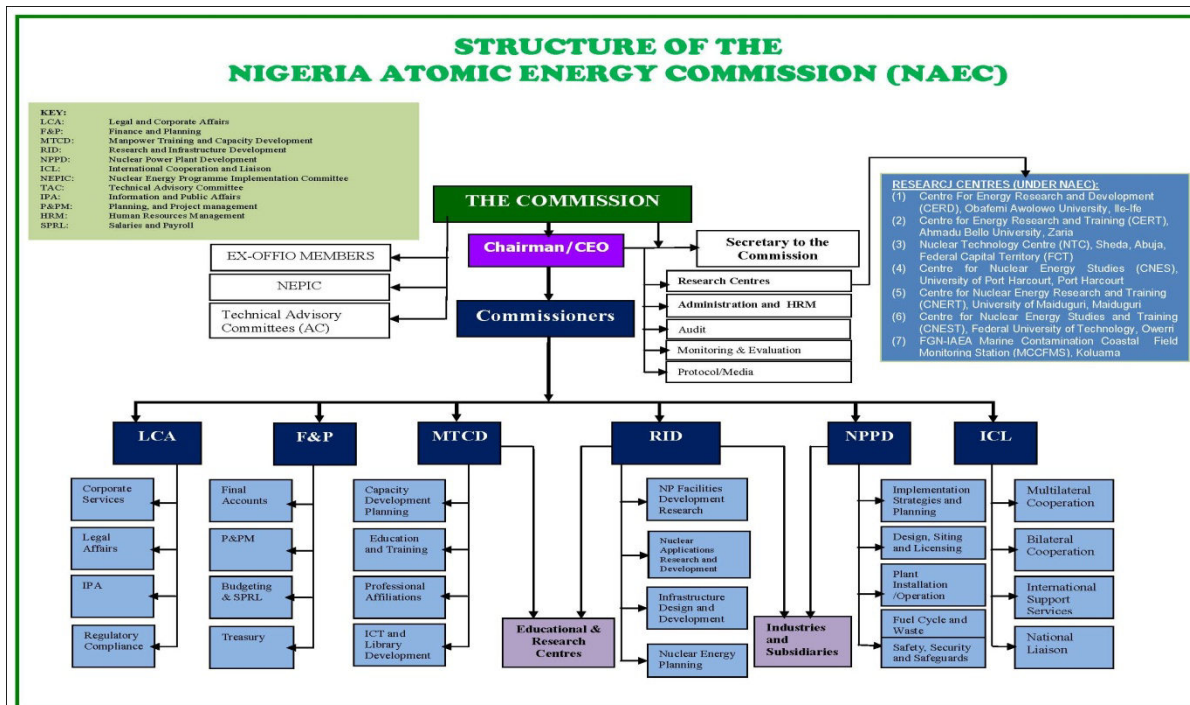 STRUCTURE OF THE
NIGERIA ATOMIC ENERGY COMMISSION (NAEC)
KEY:
LCA: Legal and Corporate Affairs
F&P: Finance and Planning
MTCD: Manpower Training and Capacity Development
RID: Research and Infrastructure Development
NPPD: Nuclear Power Plant Development
ICL: International Cooperation and Liaison
NEPIC: Nuclear Energy Programme Implementation Committee
TAC: Technical Advisory Committee
IPA: Information and Public Affairs
P&PM: Planning, and Project management
HRM: Human Resources Management
SPRL: Salaries and Payroll
THE COMMISSION
Chairman/CEO
Secretary to the
Commission
EX-OFFIO MEMBERS
NEPIC
Technical Advisory
Committees (AC)
Commissioners
Research Centres
Administration and HRM
Audit
Monitoring & Evaluation
Protocol/Media
RESEARCJ CENTRES (UNDER NAEC):
(1) Centre For Energy Research and Development
(CERD), Obafemi Awolowo University, Ile-Ife
(2) Centre for Energy Research and Training (CERT),
Ahmadu Bello University, Zaria
(3) Nuclear Technology Centre (NTC), Sheda, Abuja,
Federal Capital Territory (FCT)
(4) Centre for Nuclear Energy Studies (CNES),
University of Port Harcourt, Port Harcourt
(5) Centre for Nuclear Energy Research and Training
(CNERT), University of Maiduguri, Maiduguri
(6) Centre for Nuclear Energy Studies and Training
(CNEST), Federal University of Technology, Owerri
(7) FGN-IAEA Marine Contamination Coastal Field
Monitoring Station (MCCFMS), Koluama
LCA
F&P
MTCD
RID
NPPD
ICL
Corporate
Services
Legal
Affairs
IPA
Regulatory
Compliance
Final
Accounts
P&PM
Budgeting
& SPRL
Treasury
Capacity
Development
Planning
Education
and Training
Professional
Affiliations
ICT and
Library
Development
Educational &
Research
Centres
NP Facilities
Development
Research
Nuclear
Applications
Research and
Development
Infrastructure
Design and
Development
Nuclear Energy
Planning
Industries
and
Subsidiaries
Implementation
Strategies and
Planning
Design, Siting
and Licensing
Plant
Installation
/Operation
Fuel Cycle and
Waste
Safety, Security
and Safeguards
Multilateral
Cooperation
Bilateral
Cooperation
International
Support
Services
National
Liaison